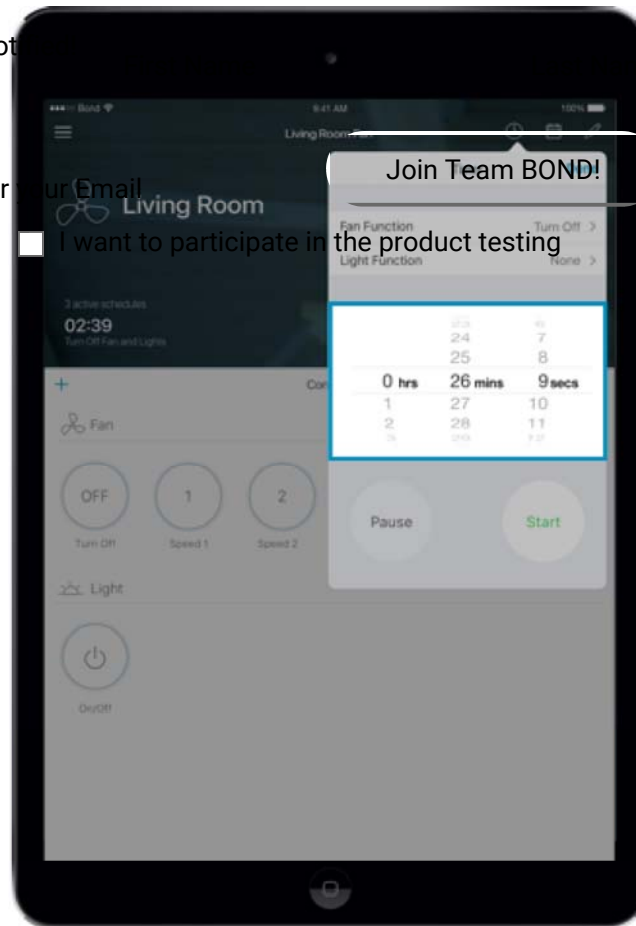 ot
Bond 9:41 AM 100%
Living Room Fan
Join Team BOND!
r your Email
Living Room
I want to participate in the product testing
Fan Function Turn Off >
Light Function None >
3 active schedules
02:39
Turn Off Fan and Lights
24 7
25 8
0 hrs 26 mins 9 secs
1 27 10
2 28 11
+ Con
Fan
OFF 1 2
Turn Off Speed 1 Speed 2
Pause Start
Light
On/Off